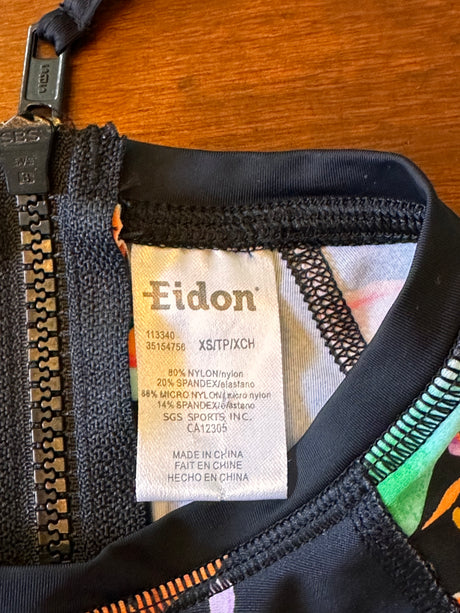 SBS
Eidon
113340
35154756 XS/TP/XCH
80% NYLON/nylon
20% SPANDEX/elastano
86% MICRO NYLON/micro nylon
14% SPANDEX/elastano
SGS SPORTS INC.
CA12305
MADE IN CHINA
FAIT EN CHINE
HECHO EN CHINA